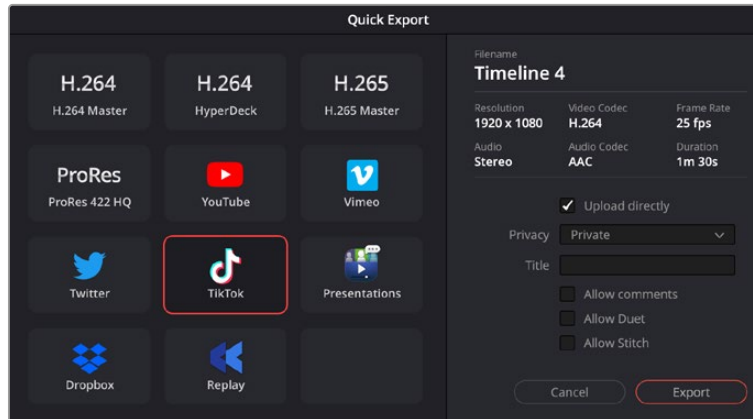 Quick Export
H.264
H.264 Master
H.264
HyperDeck
H.265
H.265 Master
ProRes
ProRes 422 HQ
YouTube
Vimeo
Twitter
TikTok
Presentations
Dropbox
Replay
Filename
Timeline 4
Resolution Video Codec Frame Rate
1920 x 1080 H.264 25 fps
Audio Audio Codec Duration
Stereo AAC 1m 30s
Upload directly
Privacy Private
Title
Allow comments
Allow Duet
Allow Stitch
Cancel Export